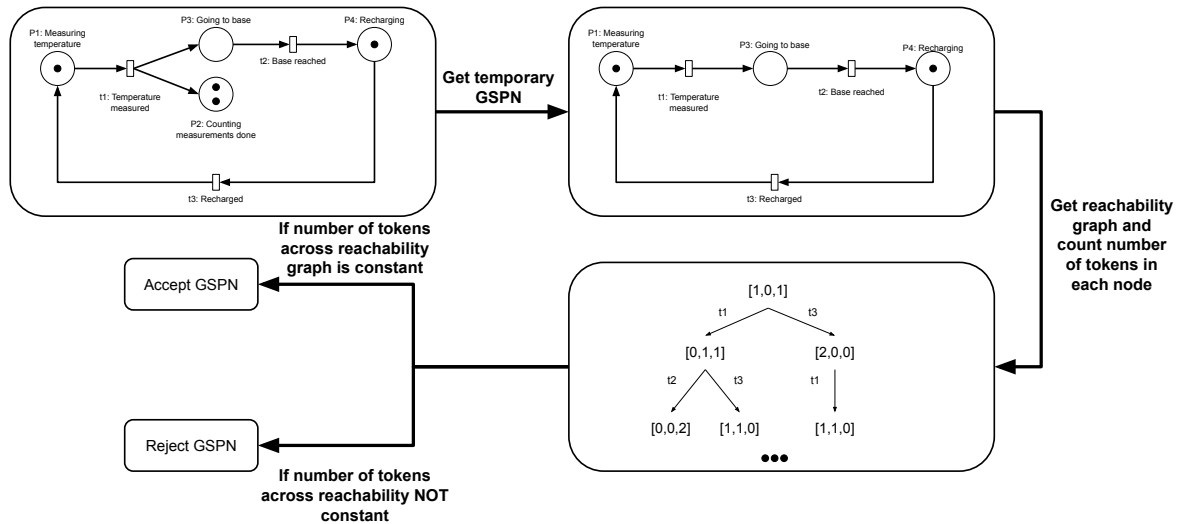 P3: Going to base
P4: Recharging
P1: Measuring
temperature
t2: Base reached
t1: Temperature
measured
P2: Counting
measurements done
t3: Recharged
Get temporary
GSPN
P1: Measuring
temperature
P3: Going to base
P4: Recharging
t1: Temperature
measured
t2: Base reached
t3: Recharged
Get reachability
graph and
count number
of tokens in
each node
[1,0,1]
t1
t3
[0,1,1]
[2,0,0]
t2
t3
t1
[0,0,2]
[1,1,0]
[1,1,0]
If number of tokens
across reachability
graph is constant
Accept GSPN
Reject GSPN
If number of tokens
across reachability NOT
constant